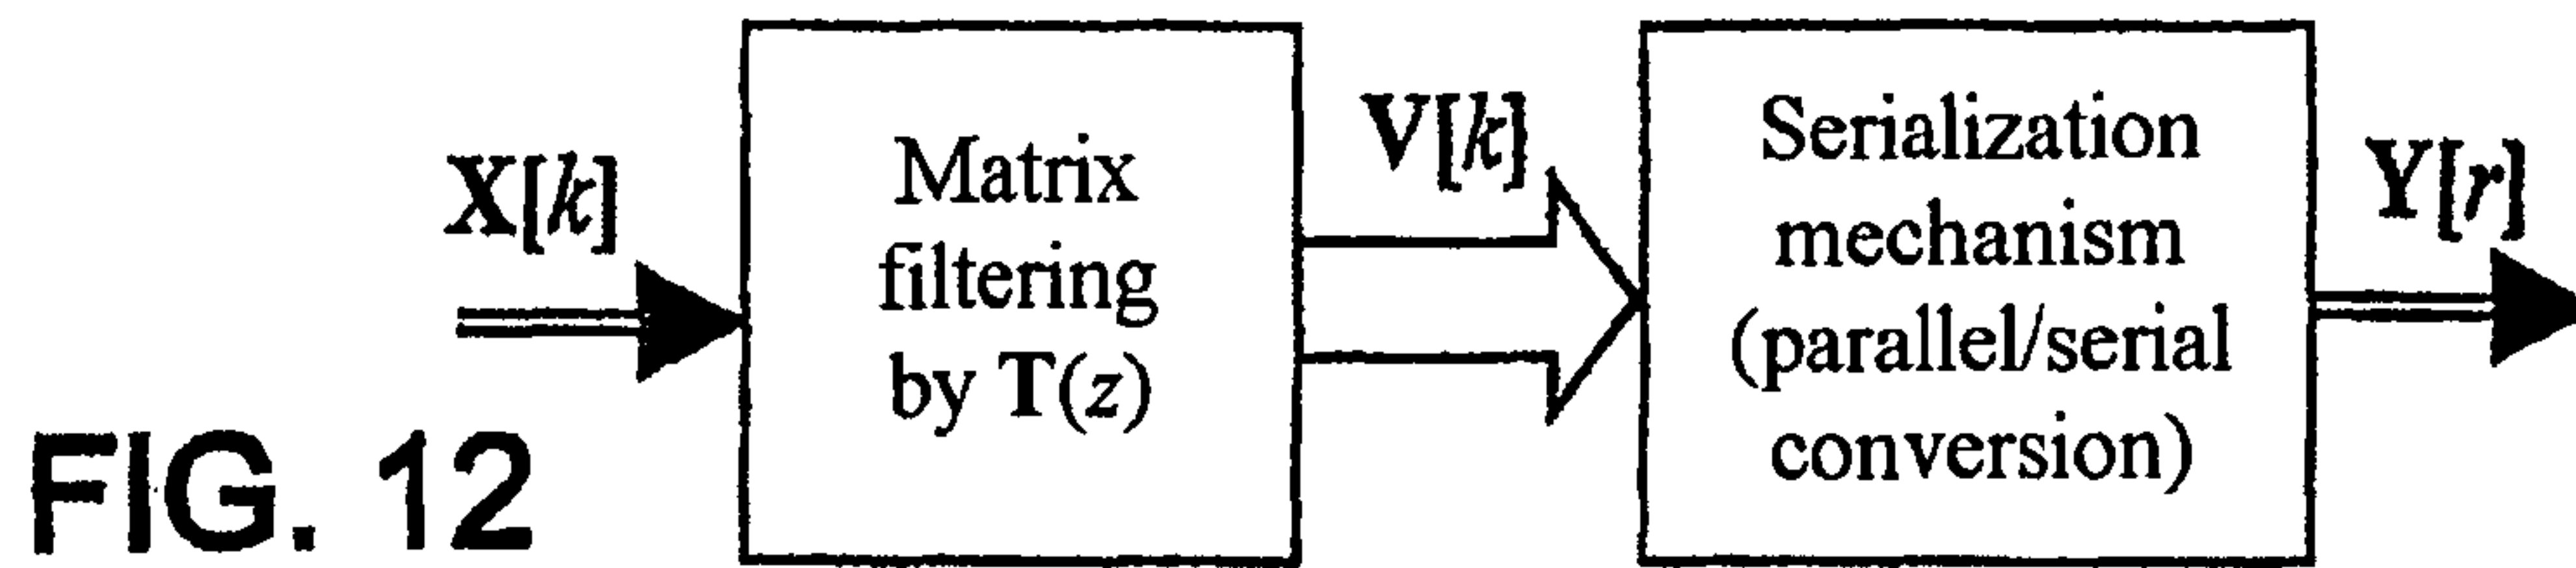 X[k]
Matrix
filtering
by T(z)
V[k]
Serialization
mechanism
(parallel/serial
conversion)
Y[r]
FIG. 12